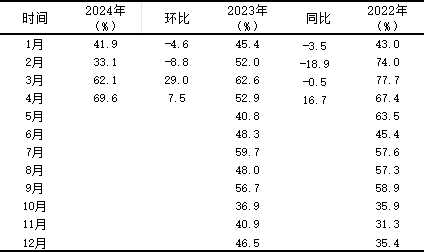 时间 2024年（%） 环比 2023年（%） 同比 2022年（%）
1月 41.9 -4.6 45.4 -3.5 43.0
2月 33.1 -8.8 52.0 -18.9 74.0
3月 62.1 29.0 62.6 -0.5 77.7
4月 69.6 7.5 52.9 16.7 67.4
5月 40.8 63.5
6月 48.3 45.4
7月 59.7 57.6
8月 48.0 57.3
9月 56.7 58.9
10月 36.9 35.9
11月 40.9 31.3
12月 46.5 35.4